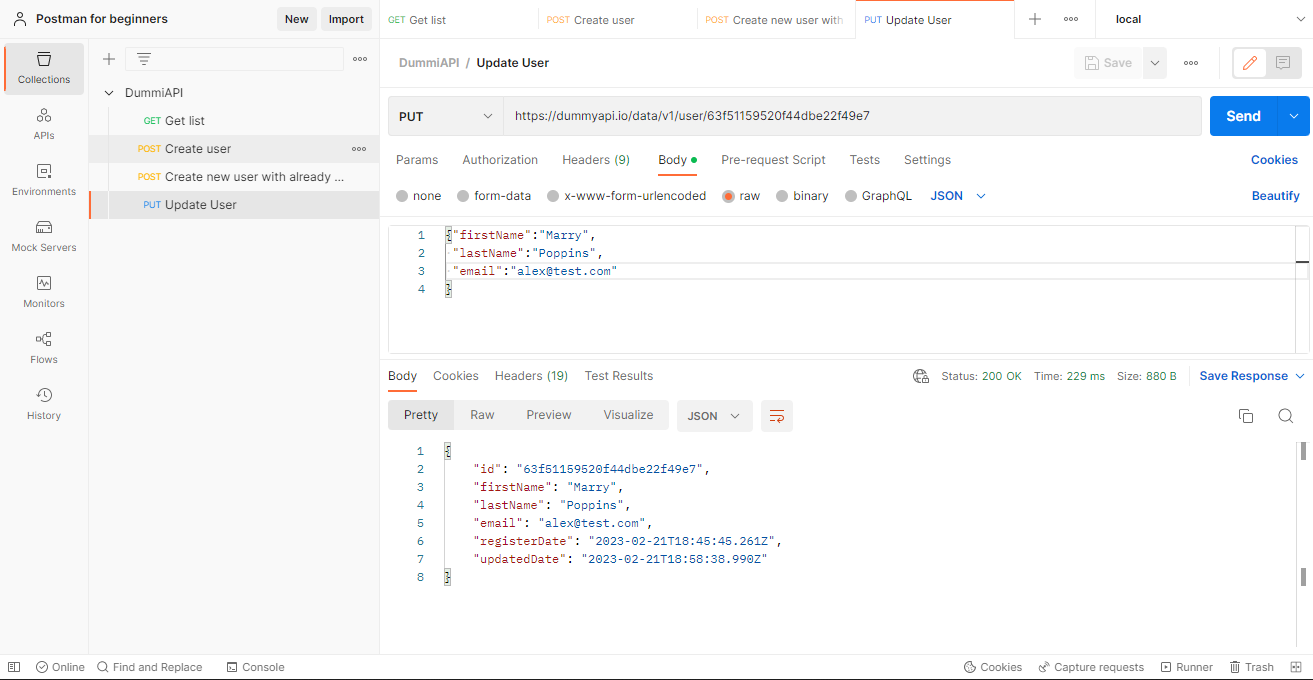 Postman for beginners
New
Import
GET Get list
POST Create user
POST Create new user with
PUT Update User
local
Collections
APIs
Environments
Mock Servers
Monitors
Flows
History
DummiAPI
GET Get list
POST Create user
POST Create new user with already ...
PUT Update User
DummiAPI / Update User
Save
PUT
https://dummyapi.io/data/v1/user/63f51159520f44dbe22f49e7
Send
Params Authorization Headers (9) Body Pre-request Script Tests Settings
Cookies
none form-data x-www-form-urlencoded raw binary GraphQL JSON
Beautify
1 {"firstName":"Marry",
2 "lastName":"Poppins",
3 "email":"alex@test.com"
4 }
Body Cookies Headers (19) Test Results
Status: 200 OK Time: 229 ms Size: 880 B
Save Response
Pretty Raw Preview Visualize JSON
1 {
2 "id": "63f51159520f44dbe22f49e7",
3 "firstName": "Marry",
4 "lastName": "Poppins",
5 "email": "alex@test.com",
6 "registerDate": "2023-02-21T18:45:45.261Z",
7 "updatedDate": "2023-02-21T18:58:38.990Z"
8 }
Online Find and Replace Console
Cookies Capture requests Runner Trash